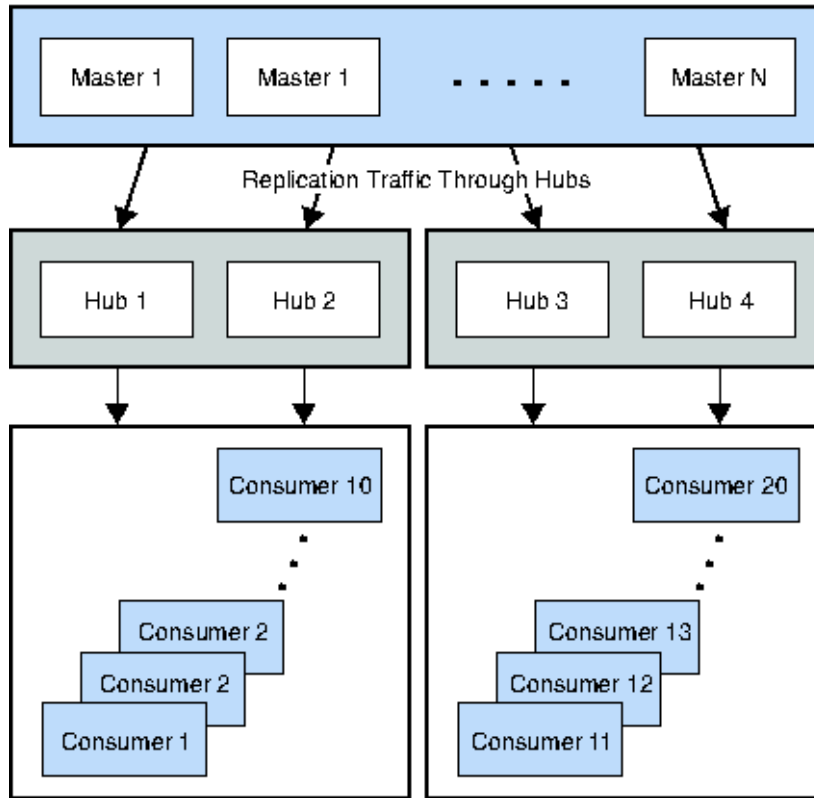 Master 1
Master 1
. . . . .
Master N
Replication Traffic Through Hubs
Hub 1
Hub 2
Hub 3
Hub 4
Consumer 10
Consumer 2
Consumer 2
Consumer 1
Consumer 20
Consumer 13
Consumer 12
Consumer 11